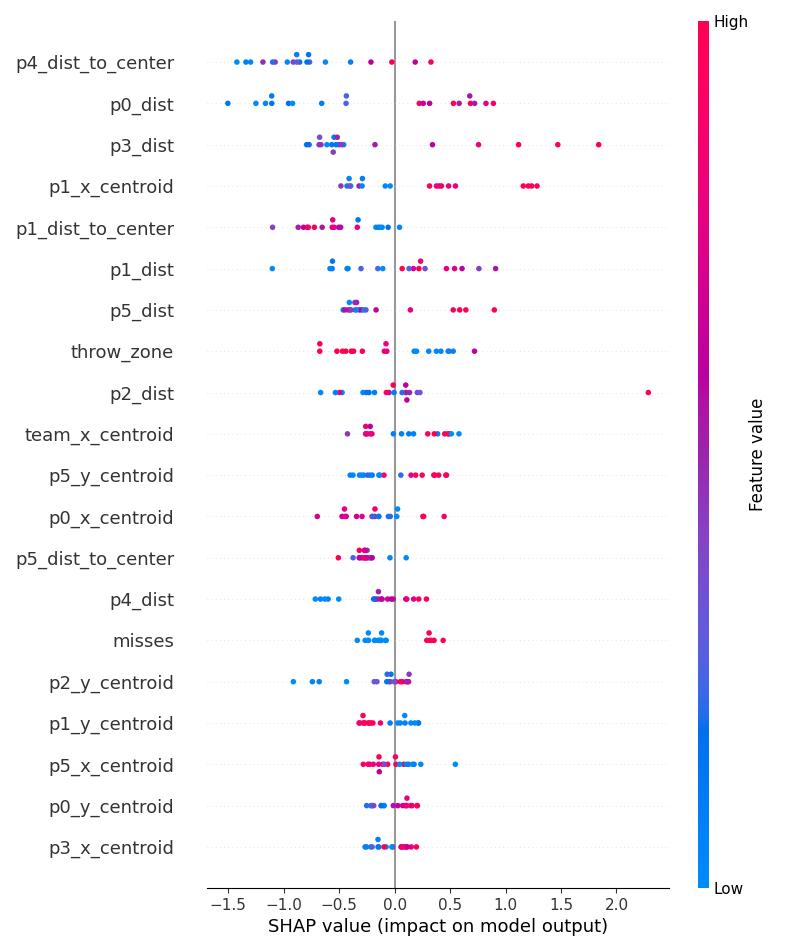 High
p4_dist_to_center
p0_dist
p3_dist
p1_x_centroid
p1_dist_to_center
p1_dist
p5_dist
throw_zone
p2_dist
team_x_centroid
p5_y_centroid
p0_x_centroid
p5_dist_to_center
p4_dist
misses
p2_y_centroid
p1_y_centroid
p5_x_centroid
p0_y_centroid
p3_x_centroid
Feature value
Low
−1.5 −1.0 −0.5 0.0 0.5 1.0 1.5 2.0
SHAP value (impact on model output)